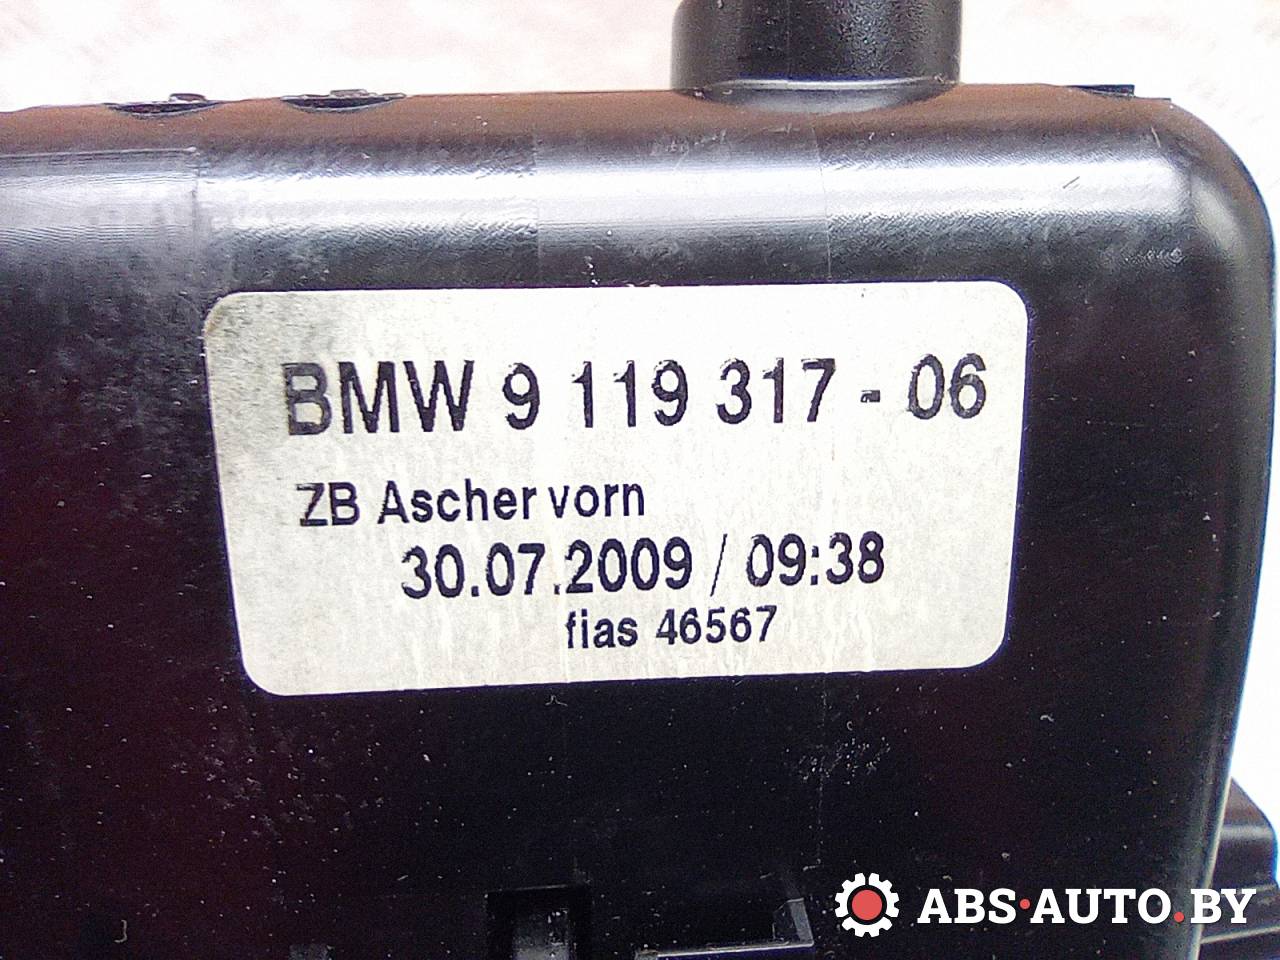 BMW 9 119 317 - 06
ZB Ascher vorn
30.07.2009 / 09:38
fias 46567
ABS·AUTO.BY